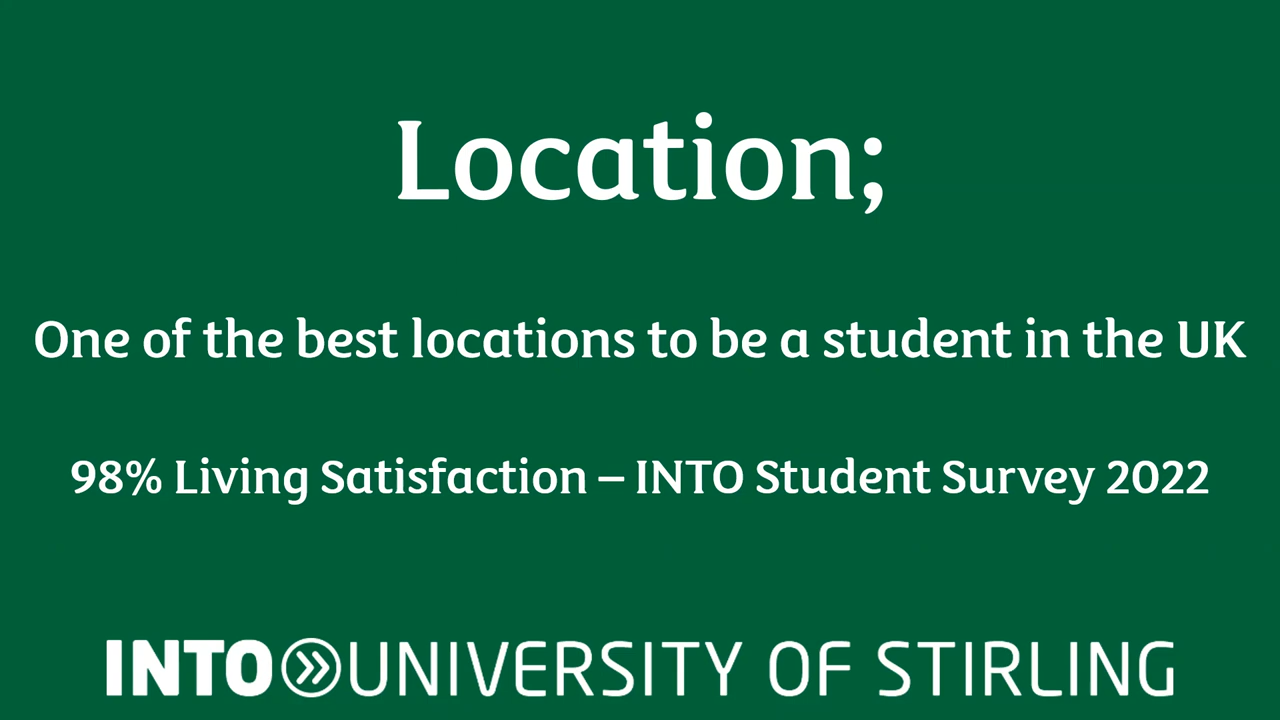 Location;
One of the best locations to be a student in the UK
98% Living Satisfaction – INTO Student Survey 2022
INTO UNIVERSITY OF STIRLING